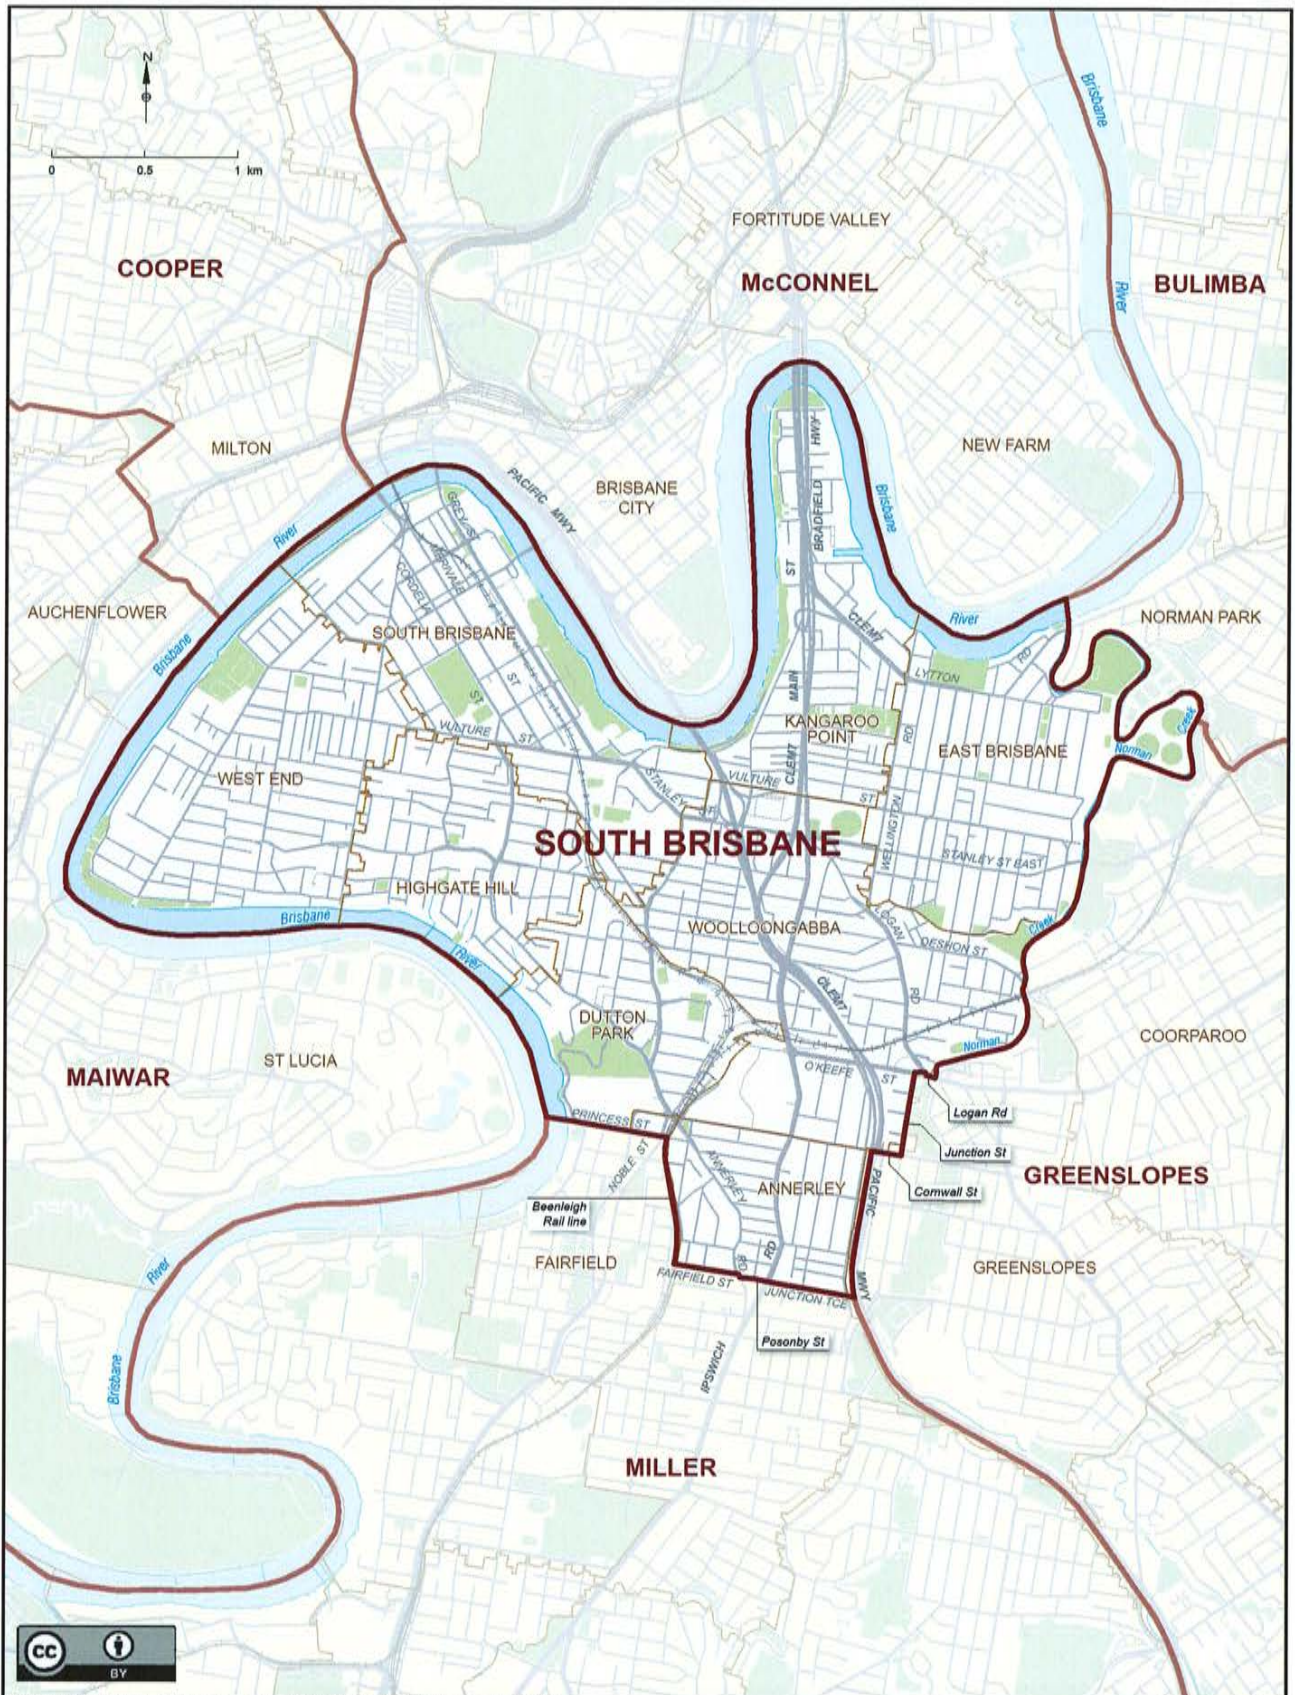 N
0 0.5 1 km
Brisbane
River
FORTITUDE VALLEY
COOPER
McCONNEL
BULIMBA
MILTON
NEW FARM
BRISBANE
CITY
PACIFIC MWY
HWY
BRADFIELD
Brisbane
River
GREY ST
MERIVALE
CORDELIA
ST
ST
ST
CLEM7
River
AUCHENFLOWER
NORMAN PARK
SOUTH BRISBANE
Brisbane
RD
LYTTON
MAIN
KANGAROO
POINT
RD
EAST BRISBANE
Creek
Norman
VULTURE ST
WEST END
STANLEY
ST
VULTURE
ST
CLEM7
WELLINGTON
SOUTH BRISBANE
STANLEY ST EAST
HIGHGATE HILL
Brisbane
River
WOOLLOONGABBA
LOGAN
RD
DESHON ST
Creek
CLEM7
DUTTON
PARK
ST LUCIA
MAIWAR
O'KEEFE
ST
Norman
COORPAROO
Logan Rd
PRINCESS ST
NOBLE ST
Junction St
GREENSLOPES
ANNERLEY
RD
ANNERLEY
PACIFIC
MWY
Cornwall St
Beenleigh
Rail line
FAIRFIELD
RD
GREENSLOPES
FAIRFIELD ST
JUNCTION TCE
River
Posonby St
IPSWICH
Brisbane
MILLER
CC
BY